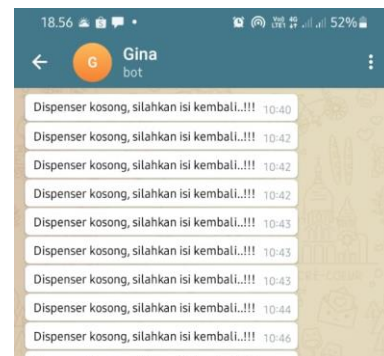 18.56
52%
G
Gina
bot
Dispenser kosong, silahkan isi kembali..!!! 10:40
Dispenser kosong, silahkan isi kembali..!!! 10:42
Dispenser kosong, silahkan isi kembali..!!! 10:42
Dispenser kosong, silahkan isi kembali..!!! 10:42
Dispenser kosong, silahkan isi kembali..!!! 10:43
Dispenser kosong, silahkan isi kembali..!!! 10:43
Dispenser kosong, silahkan isi kembali..!!! 10:43
Dispenser kosong, silahkan isi kembali..!!! 10:44
Dispenser kosong, silahkan isi kembali..!!! 10:46